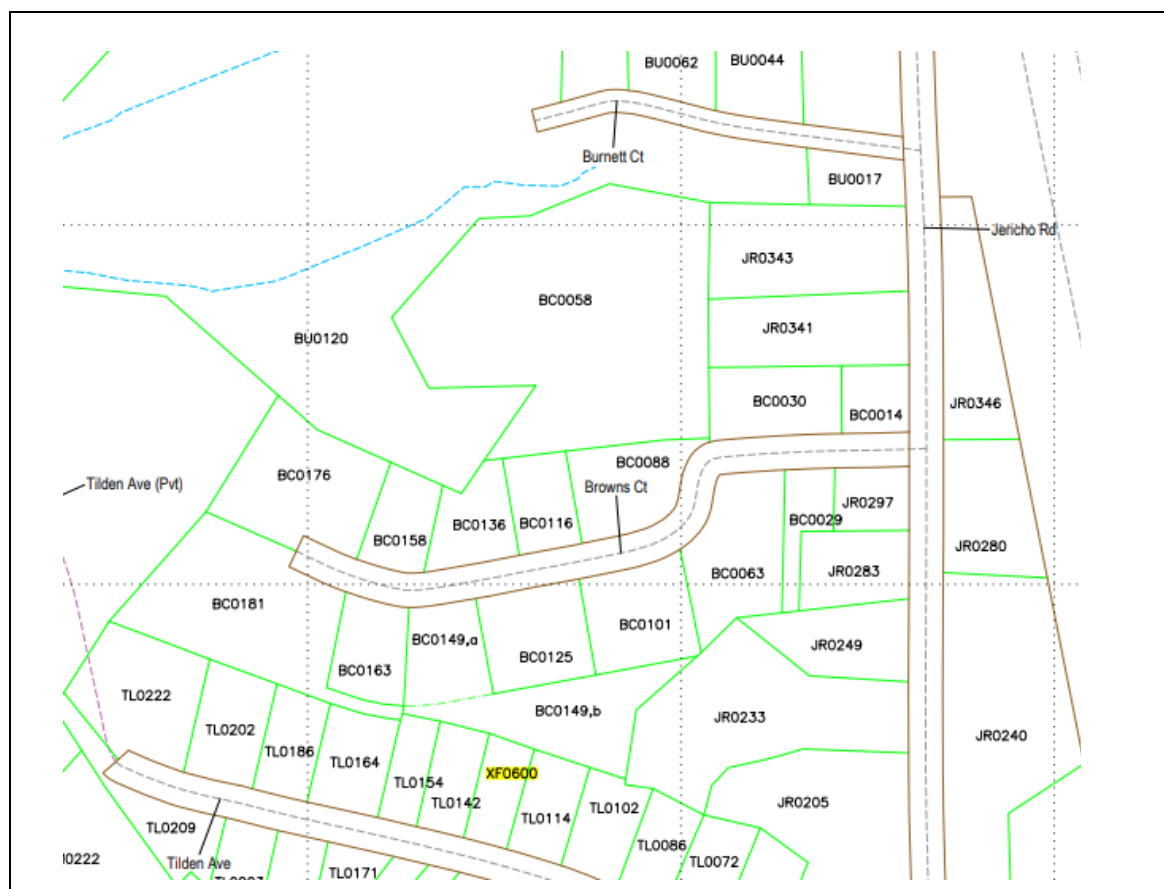 BU0062
BU0044
Burnett Ct
BU0017
Jericho Rd
JR0343
BC0058
JR0341
BU0120
BC0030
JR0346
BC0014
BC0088
BC0176
Tilden Ave (Pvt)
Browns Ct
JR0297
BC0136
BC0116
BC0029
BC0158
JR0280
BC0063
JR0283
BC0181
BC0101
BC0149,a
JR0249
BC0125
BC0163
TL0222
BC0149,b
JR0233
TL0202
JR0240
TL0186
TL0164
XF0600
TL0154
TL0142
JR0205
TL0102
TL0114
TL0209
TL0086
0222
Tilden Ave
TL0072
TL0171